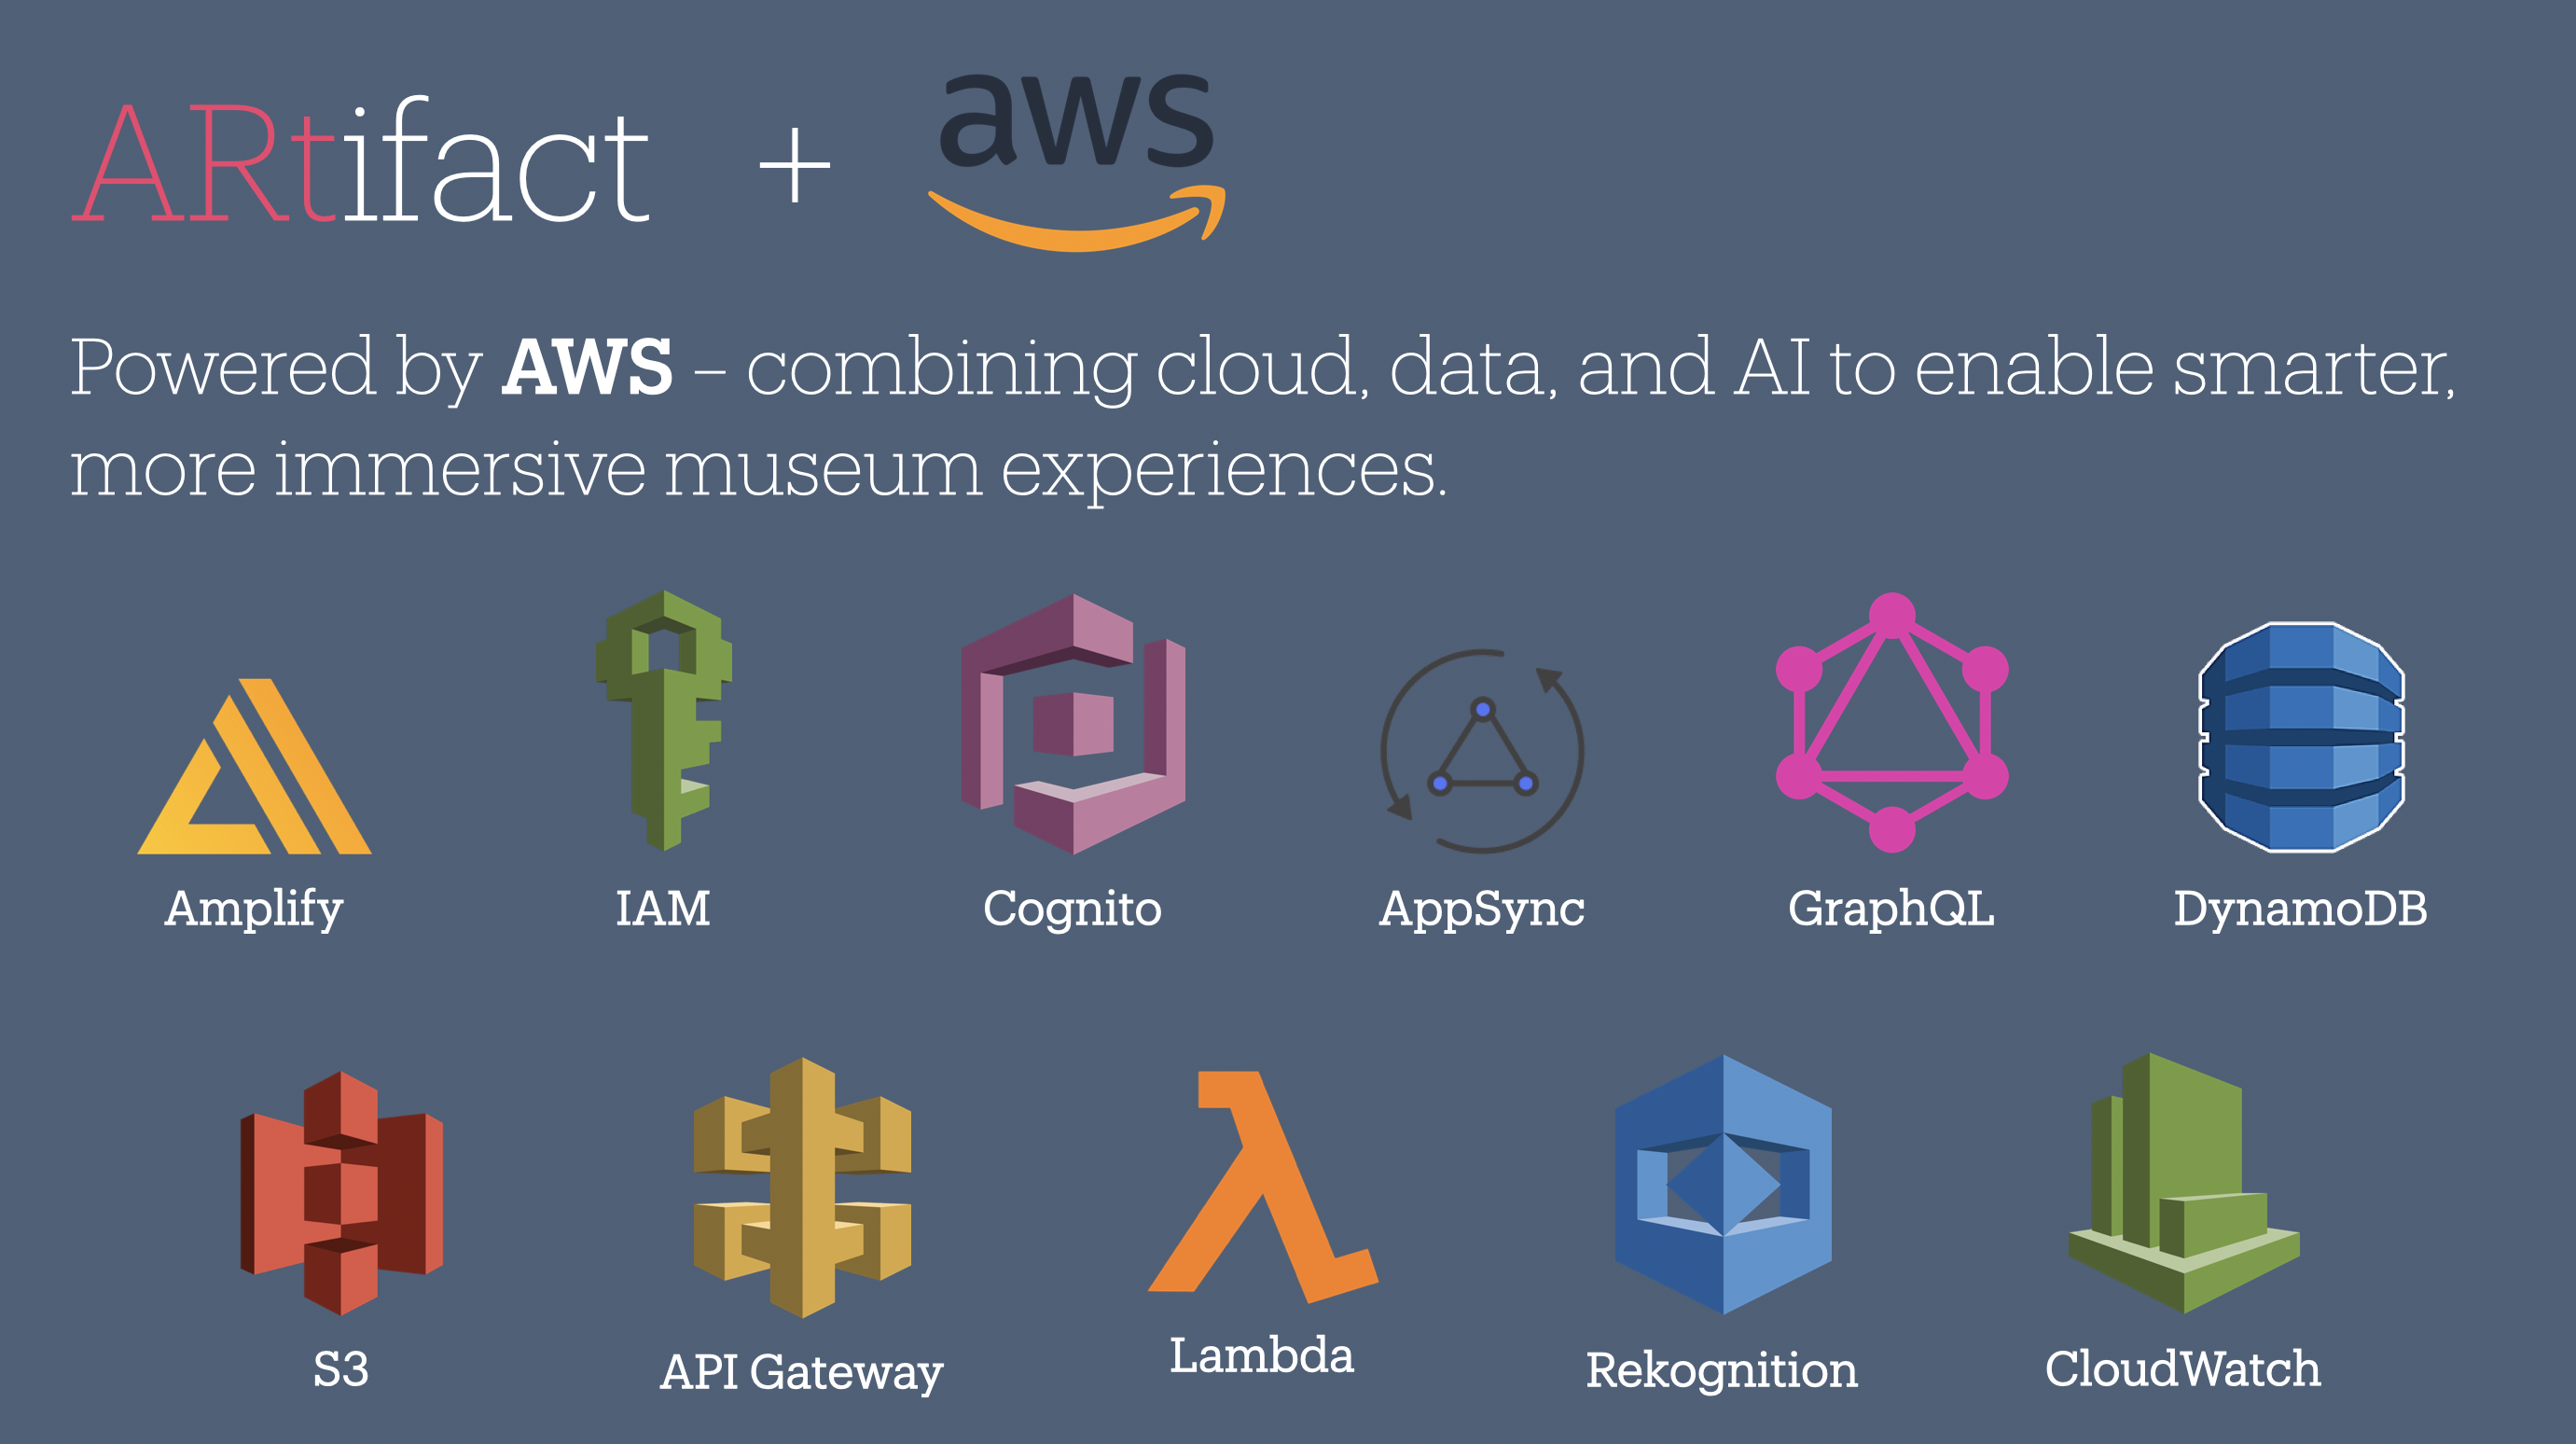 ARtifact + aws
Powered by AWS – combining cloud, data, and AI to enable smarter,
more immersive museum experiences.
Amplify
IAM
Cognito
AppSync
GraphQL
DynamoDB
S3
API Gateway
Lambda
Rekognition
CloudWatch